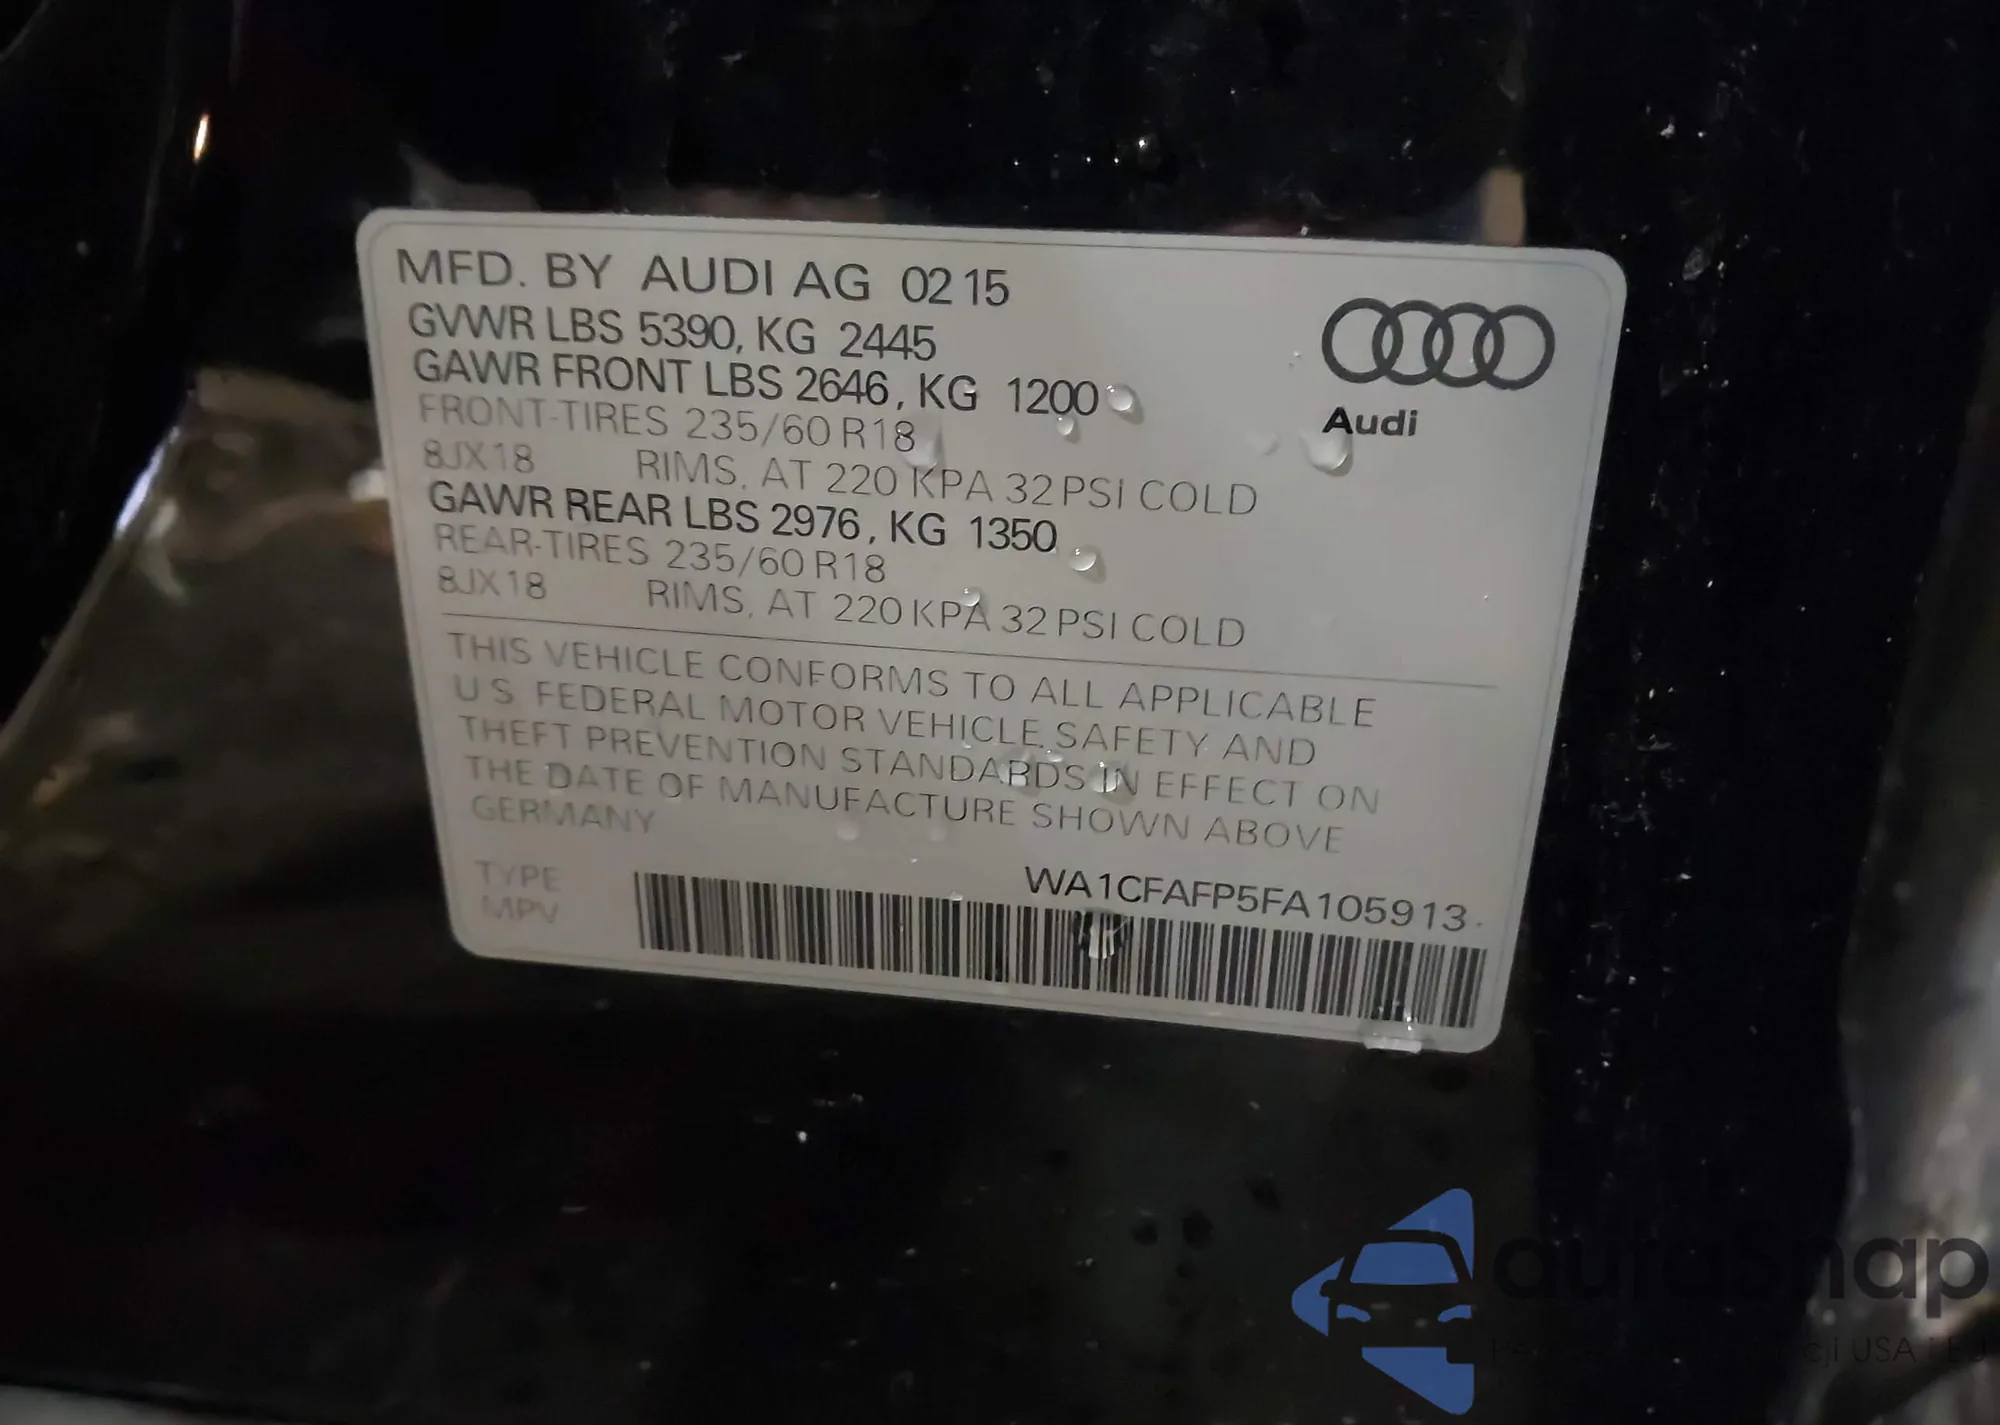 MFD. BY AUDI AG 02 15
GVWR LBS 5390, KG 2445
GAWR FRONT LBS 2646, KG 1200
FRONT-TIRES 235/60 R18
8JX18 RIMS, AT 220 KPA 32 PSI COLD
GAWR REAR LBS 2976, KG 1350
REAR-TIRES 235/60 R18
8JX18 RIMS, AT 220 KPA 32 PSI COLD
Audi
THIS VEHICLE CONFORMS TO ALL APPLICABLE
U S. FEDERAL MOTOR VEHICLE SAFETY AND
THEFT PREVENTION STANDARDS IN EFFECT ON
THE DATE OF MANUFACTURE SHOWN ABOVE
GERMANY
TYPE
MPV
WA1CFAFP5FA105913
USA i